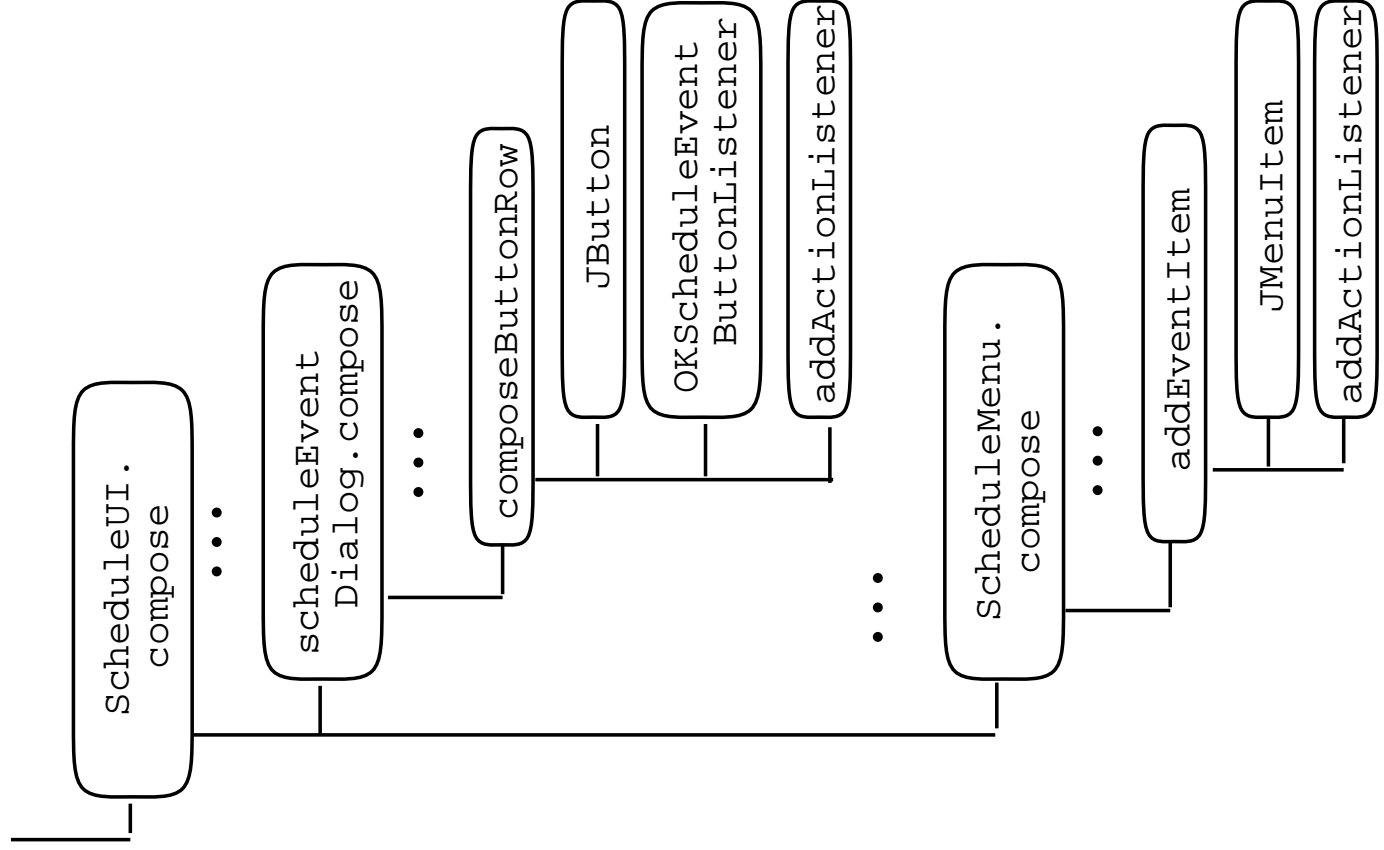 ScheduleUI.
compose
scheduleEvent
Dialog.compose
composeButtonRow
JButton
OKScheduleEvent
ButtonListener
addActionListener
ScheduleMenu.
compose
addEventItem
JMenuItem
addActionListener